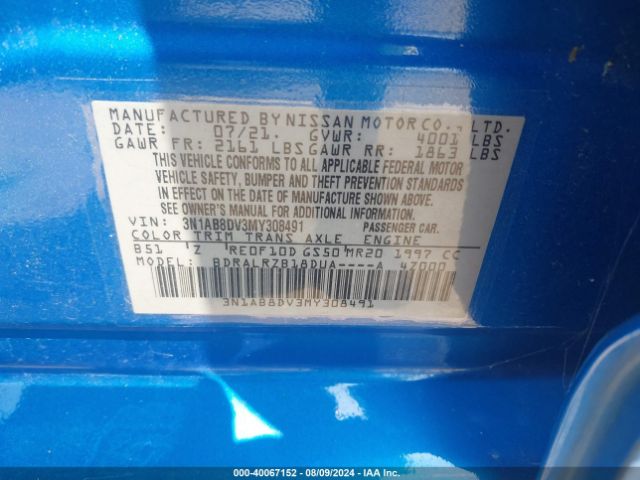 MANUFACTURED BY NISSAN MOTOR CO., LTD.
DATE: 07/21. GVWR: 4001 LBS
GAWR FR: 2161 LBS GAWR RR: 1863 LBS
THIS VEHICLE CONFORMS TO ALL APPLICABLE FEDERAL MOTOR
VEHICLE SAFETY, BUMPER AND THEFT PREVENTION STANDARDS
IN EFFECT ON THE DATE OF MANUFACTURE SHOWN ABOVE.
SEE OWNER'S MANUAL FOR ADDITIONAL INFORMATION.
VIN: 3N1AB8DV3MY308491 PASSENGER CAR.
COLOR TRIM TRANS AXLE ENGINE
B51 Z RE0F10D GS50 MR20 1997 CC
MODEL: BDRALRZB18DUA----A 4Z000
3N1AB8DV3MY308491
000-40067152 - 08/09/2024 - IAA Inc.